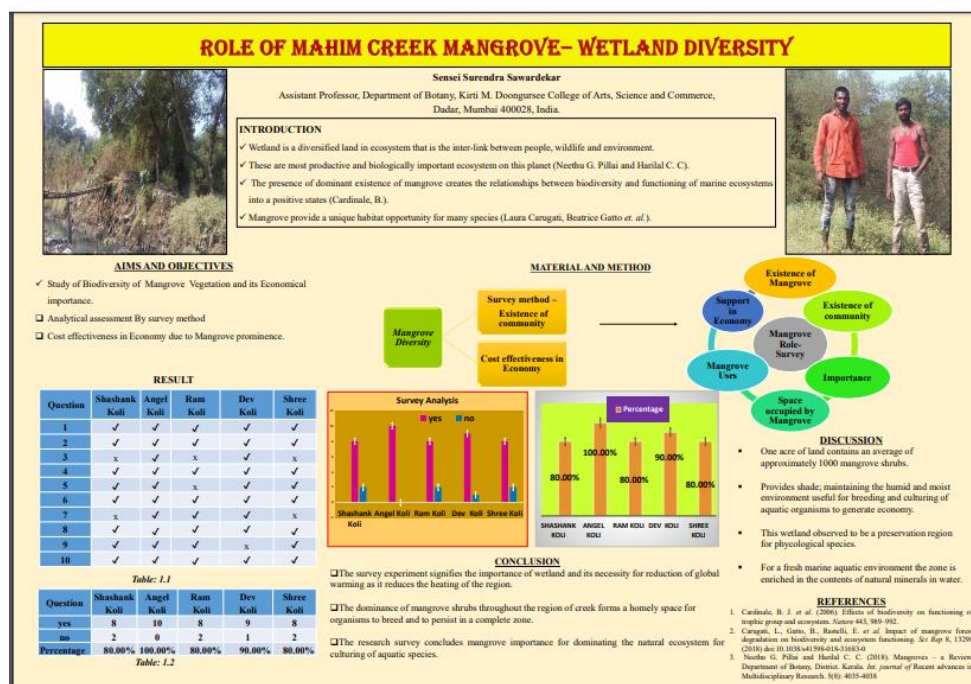 ROLE OF MAHIM CREEK MANGROVE– WETLAND DIVERSITY
Sensei Surendra Sawardekar
Assistant Professor, Department of Botany, Kirti M. Doongursee College of Arts, Science and Commerce,
Dadar, Mumbai 400028, India.
INTRODUCTION
✓ Wetland is a diversified land in ecosystem that is the inter-link between people, wildlife and environment.
✓ These are most productive and biologically important ecosystem on this planet (Neethu G. Pillai and Harilal C. C).
✓ The presence of dominant existence of mangrove creates the relationships between biodiversity and functioning of marine ecosystems
into a positive states (Cardinale, B.).
✓ Mangrove provide a unique habitat opportunity for many species (Laura Carugati, Beatrice Gatto et. al.).
AIMS AND OBJECTIVES
✓ Study of Biodiversity of Mangrove Vegetation and its Economical
importance.
❑ Analytical assessment By survey method
❑ Cost effectiveness in Economy due to Mangrove prominence.
MATERIAL AND METHOD
Mangrove
Diversity
Survey method –
Existence of
community
Cost effectiveness in
Economy
Existence of
Mangrove
Existence of
community
Importance
Space
occupied by
Mangrove
Mangrove
Uses
Support
in
Economy
Mangrove
Role-
Survey
RESULT
Question Shashank Koli Angel Koli Ram Koli Dev Koli Shree Koli
1 ✓ ✓ ✓ ✓ ✓
2 ✓ ✓ ✓ ✓ ✓
3 x ✓ x ✓ x
4 ✓ ✓ ✓ ✓ ✓
5 ✓ ✓ x ✓ ✓
6 ✓ ✓ ✓ ✓ ✓
7 x ✓ ✓ ✓ x
8 ✓ ✓ ✓ ✓ ✓
9 ✓ ✓ ✓ x ✓
10 ✓ ✓ ✓ ✓ ✓
Table: 1.1
Question Shashank Koli Angel Koli Ram Koli Dev Koli Shree Koli
yes 8 10 8 9 8
no 2 0 2 1 2
Percentage 80.00% 100.00% 80.00% 90.00% 80.00%
Table: 1.2
Survey Analysis
yes no
Shashank Koli Angel Koli Ram Koli Dev Koli Shree Koli
Percentage
80.00% 100.00% 80.00% 90.00% 80.00%
SHASHANK KOLI ANGEL KOLI RAM KOLI DEV KOLI SHREE KOLI
CONCLUSION
❑The survey experiment signifies the importance of wetland and its necessity for reduction of global
warming as it reduces the heating of the region.
❑The dominance of mangrove shrubs throughout the region of creek forms a homely space for
organisms to breed and to persist in a complete zone.
❑The research survey concludes mangrove importance for dominating the natural ecosystem for
culturing of aquatic species.
DISCUSSION
▪ One acre of land contains an average of
approximately 1000 mangrove shrubs.
▪ Provides shade; maintaining the humid and moist
environment useful for breeding and culturing of
aquatic organisms to generate economy.
▪ This wetland observed to be a preservation region
for phycological species.
▪ For a fresh marine aquatic environment the zone is
enriched in the contents of natural minerals in water.
REFERENCES
1. Cardinale, B. J. et al. (2006). Effects of biodiversity on functioning of
trophic group and ecosystem. Nature 443, 989–992.
2. Carugati, L., Gatto, B., Rastelli, E. et al. Impact of mangrove forest
degradation on biodiversity and ecosystem functioning. Sci Rep 8, 13298
(2018) doi:10.1038/s41598-018-31683-0
3. Neethu G. Pillai and Harilal C. C. (2018). Mangroves – a Review
Department of Botany, District. Kerala. Int. journal of Recent advances in
Multidisciplinary Research. 5(8): 4035-4038